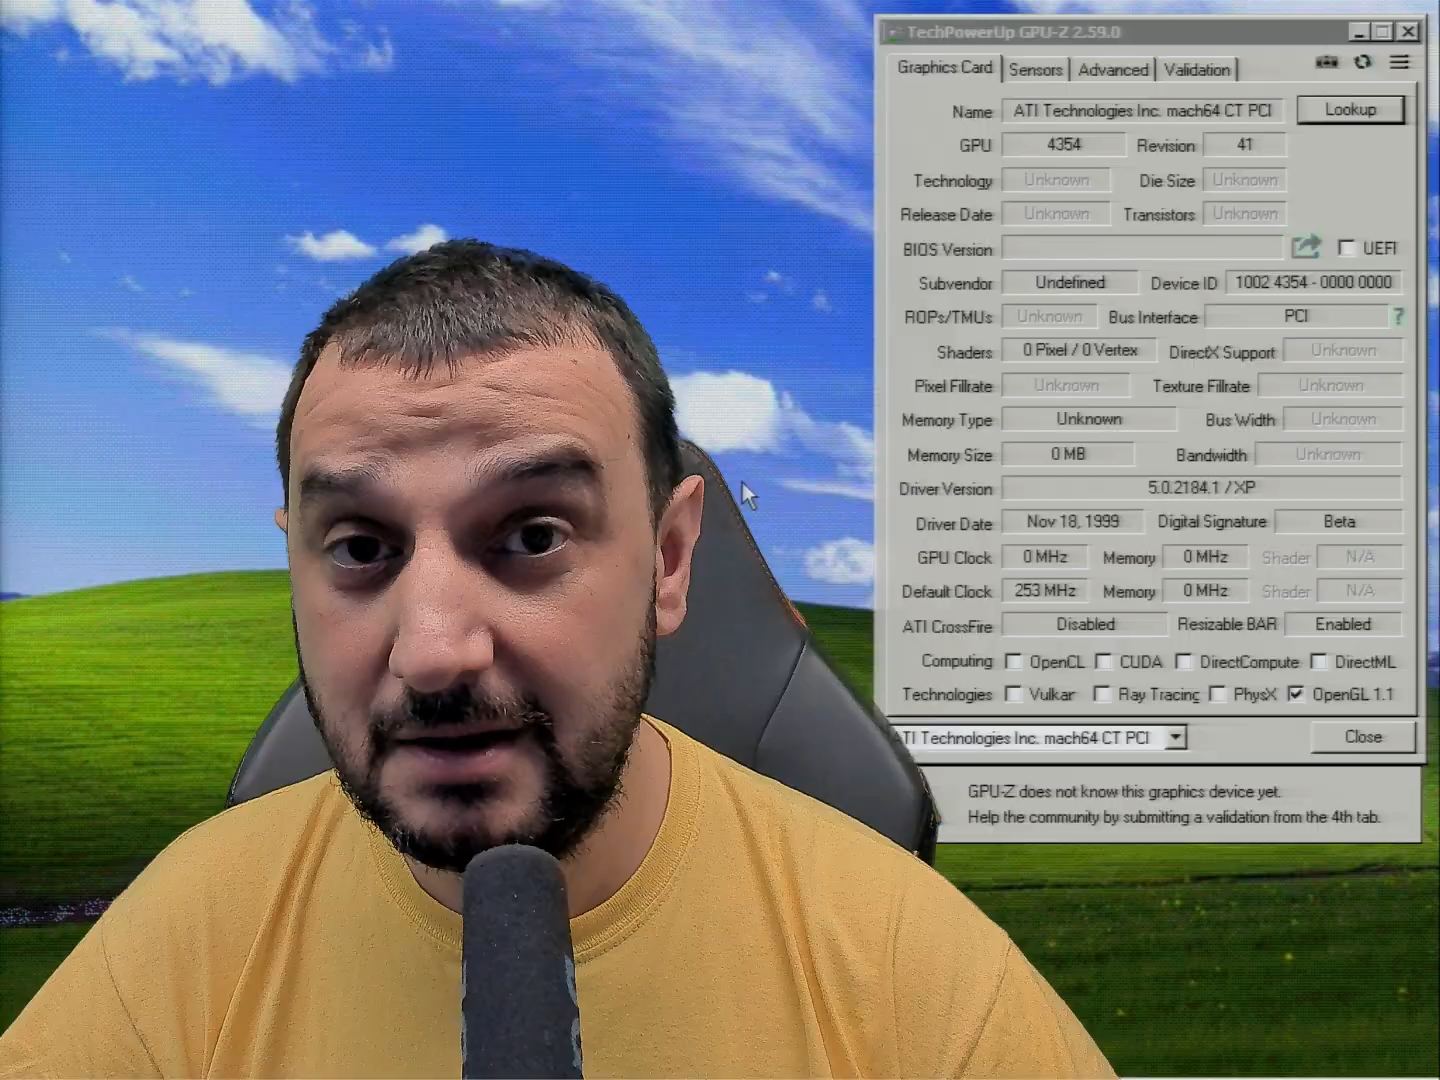 TechPowerUp GPU-Z 2.59.0
Graphics Card Sensors Advanced Validation
Name ATI Technologies Inc. mach64 CT PCI Lookup
GPU 4354 Revision 41
Technology Unknown Die Size Unknown
Release Date Unknown Transistors Unknown
BIOS Version UEFI
Subvendor Undefined Device ID 1002 4354 - 0000 0000
ROPs/TMUs Unknown Bus Interface PCI ?
Shaders 0 Pixel / 0 Vertex DirectX Support Unknown
Pixel Fillrate Unknown Texture Fillrate Unknown
Memory Type Unknown Bus Width Unknown
Memory Size 0 MB Bandwidth Unknown
Driver Version 5.0.2184.1 / XP
Driver Date Nov 18, 1999 Digital Signature Beta
GPU Clock 0 MHz Memory 0 MHz Shader N/A
Default Clock 253 MHz Memory 0 MHz Shader N/A
ATI CrossFire Disabled Resizable BAR Enabled
Computing OpenCL CUDA DirectCompute DirectML
Technologies Vulkan Ray Tracing PhysX OpenGL 1.1
ATI Technologies Inc. mach64 CT PCI Close
GPU-Z does not know this graphics device yet.
Help the community by submitting a validation from the 4th tab.